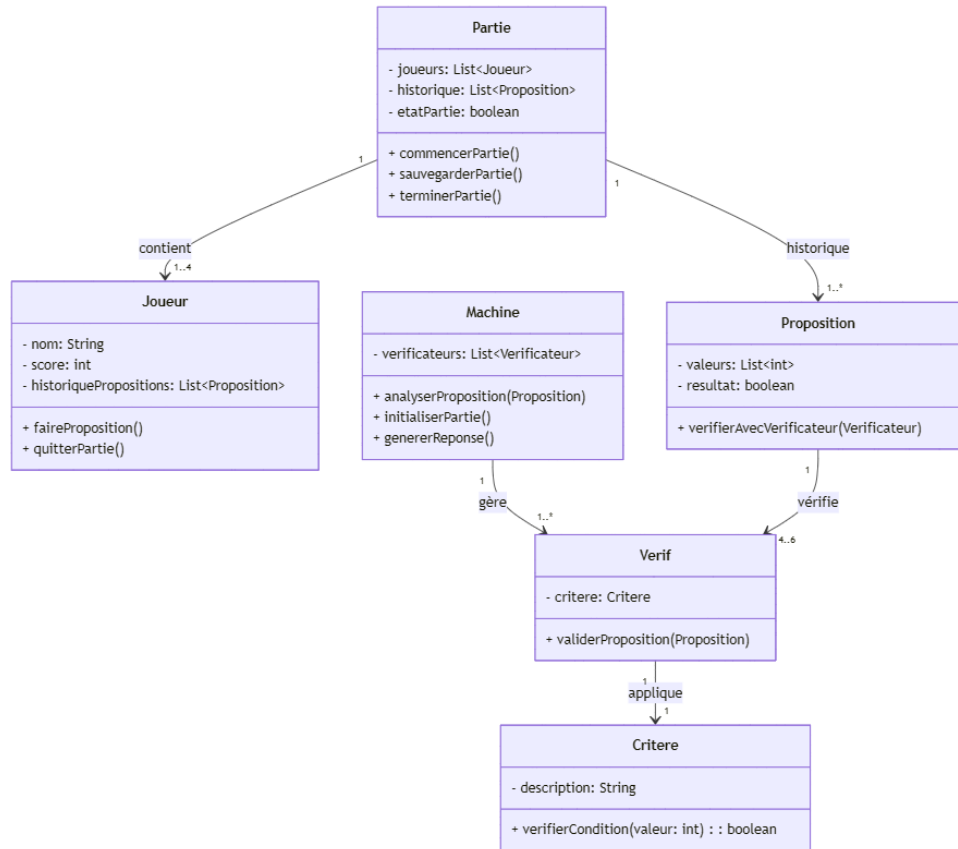 Partie
- joueurs: List<Joueur>
- historique: List<Proposition>
- etatPartie: boolean
+ commencerPartie()
+ sauvegarderPartie()
+ terminerPartie()
1
1
contient
historique
1..4
1..*
Joueur
- nom: String
- score: int
- historiquePropositions: List<Proposition>
+ faireProposition()
+ quitterPartie()
Machine
- verificateurs: List<Verificateur>
+ analyserProposition(Proposition)
+ initialiserPartie()
+ genererReponse()
Proposition
- valeurs: List<int>
- resultat: boolean
+ verifierAvecVerificateur(Verificateur)
1
1
gère
vérifie
1..*
4..6
Verif
- critere: Critere
+ validerProposition(Proposition)
1
applique
1
Critere
- description: String
+ verifierCondition(valeur: int) : : boolean